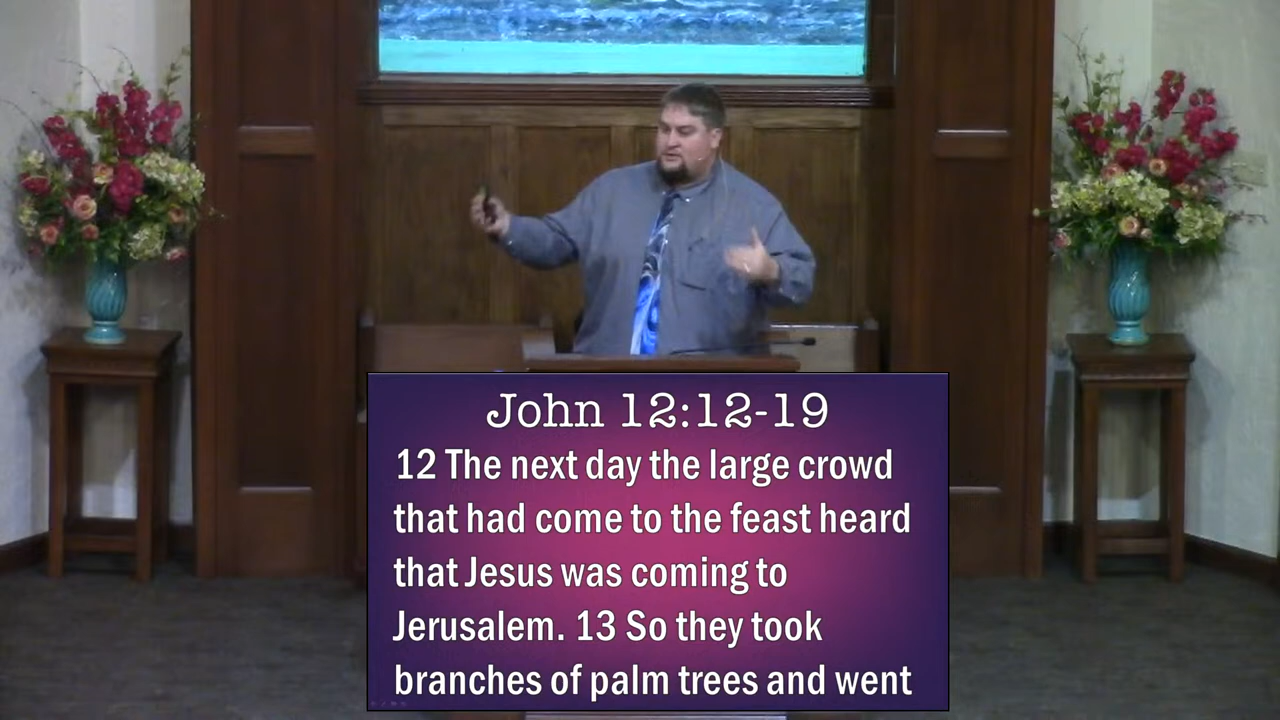 John 12:12-19
12 The next day the large crowd
that had come to the feast heard
that Jesus was coming to
Jerusalem. 13 So they took
branches of palm trees and went